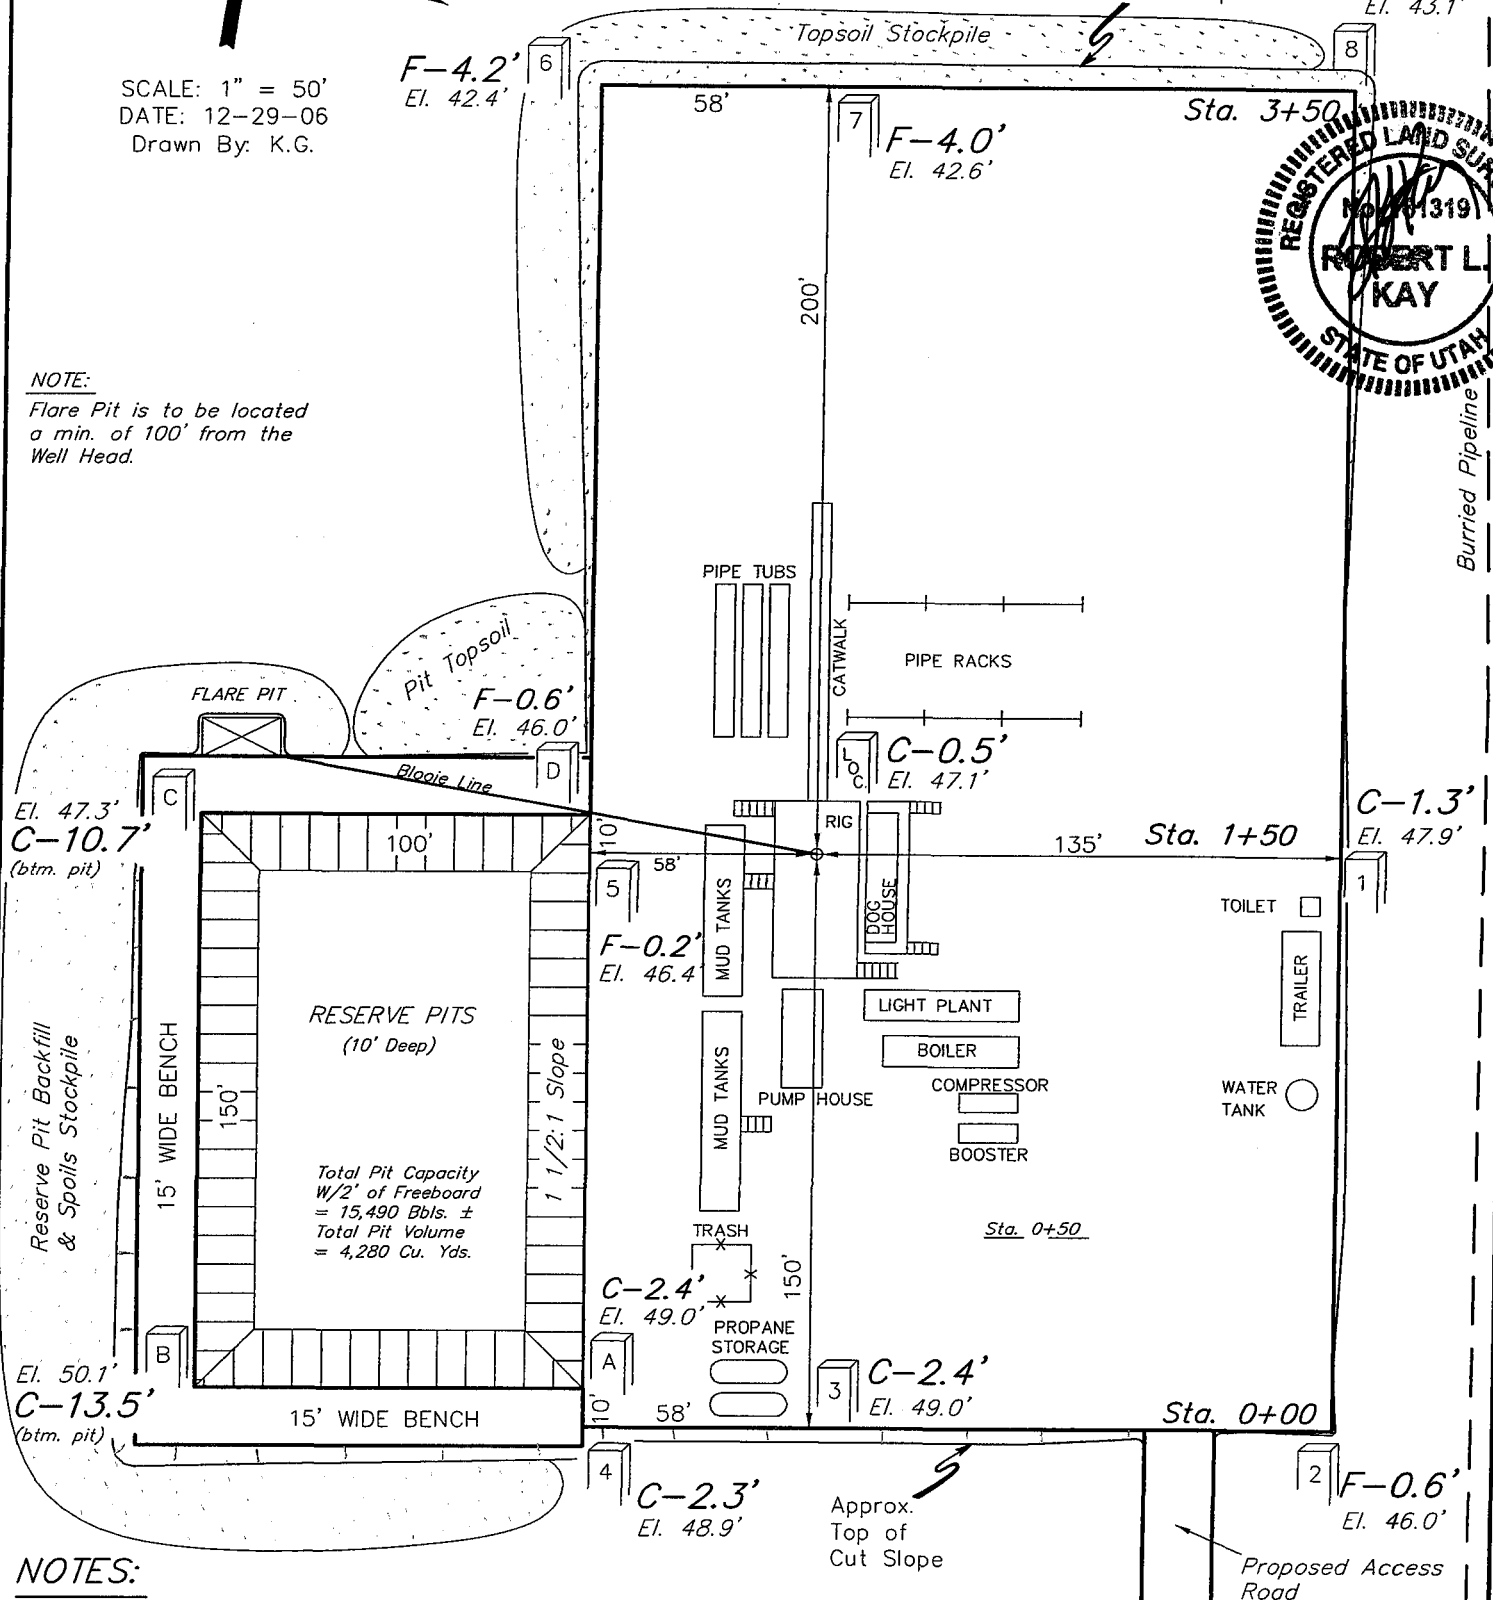 El. 43.1'
Topsoil Stockpile
SCALE: 1" = 50'
DATE: 12-29-06
Drawn By: K.G.
F-4.2'
El. 42.4'
6
8
58'
7
F-4.0'
El. 42.6'
Sta. 3+50
REGISTERED LAND
ROBERT L.
KAY
STATE OF UTAH
200'
NOTE:
Flare Pit is to be located
a min. of 100' from the
Well Head.
Burried Pipeline
PIPE TUBS
CATWALK
PIPE RACKS
Pit Topsoil
FLARE PIT
F-0.6'
El. 46.0'
D
Blooie Line
C
El. 47.3'
C-10.7'
(btm. pit)
LOC.
C-0.5'
El. 47.1'
RIG
C-1.3'
El. 47.9'
Sta. 1+50
135'
1
100'
10'
58'
5
F-0.2'
El. 46.4'
MUD TANKS
DOG
HOUSE
TOILET
TRAILER
LIGHT PLANT
BOILER
COMPRESSOR
BOOSTER
PUMP HOUSE
MUD TANKS
WATER
TANK
RESERVE PITS
(10' Deep)
1 1/2:1 Slope
150'
15' WIDE BENCH
Reserve Pit Backfill
& Spoils Stockpile
Total Pit Capacity
W/2' of Freeboard
= 15,490 Bbls. ±
Total Pit Volume
= 4,280 Cu. Yds.
TRASH
Sta. 0+50
150'
C-2.4'
El. 49.0'
PROPANE
STORAGE
A
B
El. 50.1'
C-13.5'
(btm. pit)
15' WIDE BENCH
10'
58'
3
C-2.4'
El. 49.0'
Sta. 0+00
4
C-2.3'
El. 48.9'
2
F-0.6'
El. 46.0'
Approx.
Top of
Cut Slope
Proposed Access
Road
NOTES: